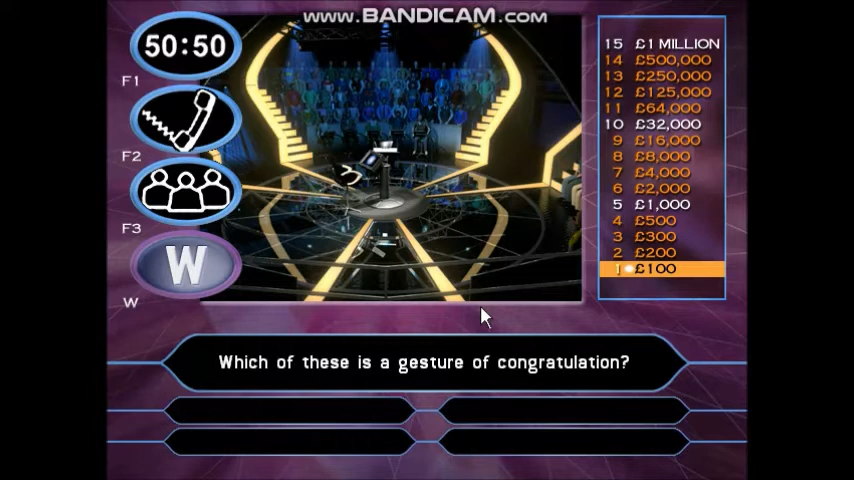 www.BANDICAM.com
50:50
F1
F2
F3
W
W
15 £1 MILLION
14 £500,000
13 £250,000
12 £125,000
11 £64,000
10 £32,000
9 £16,000
8 £8,000
7 £4,000
6 £2,000
5 £1,000
4 £500
3 £300
2 £200
1 £100
Which of these is a gesture of congratulation?